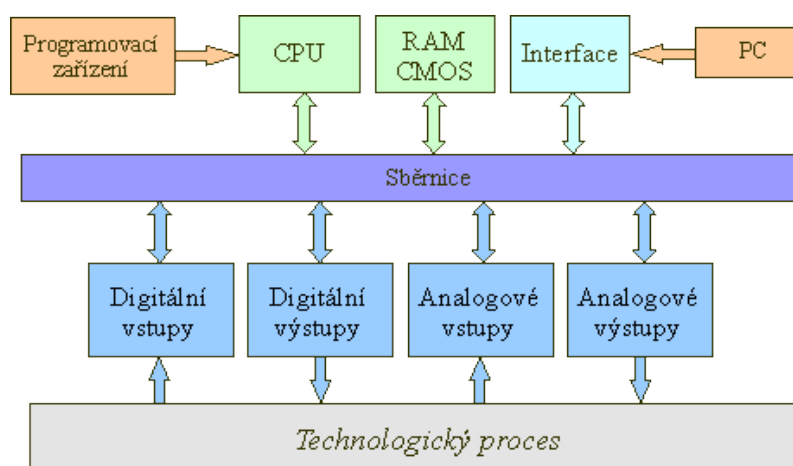 Programovací
zařízení
CPU
RAM
CMOS
Interface
PC
Sběrnice
Digitální
vstupy
Digitální
výstupy
Analogové
vstupy
Analogové
výstupy
Technologický proces